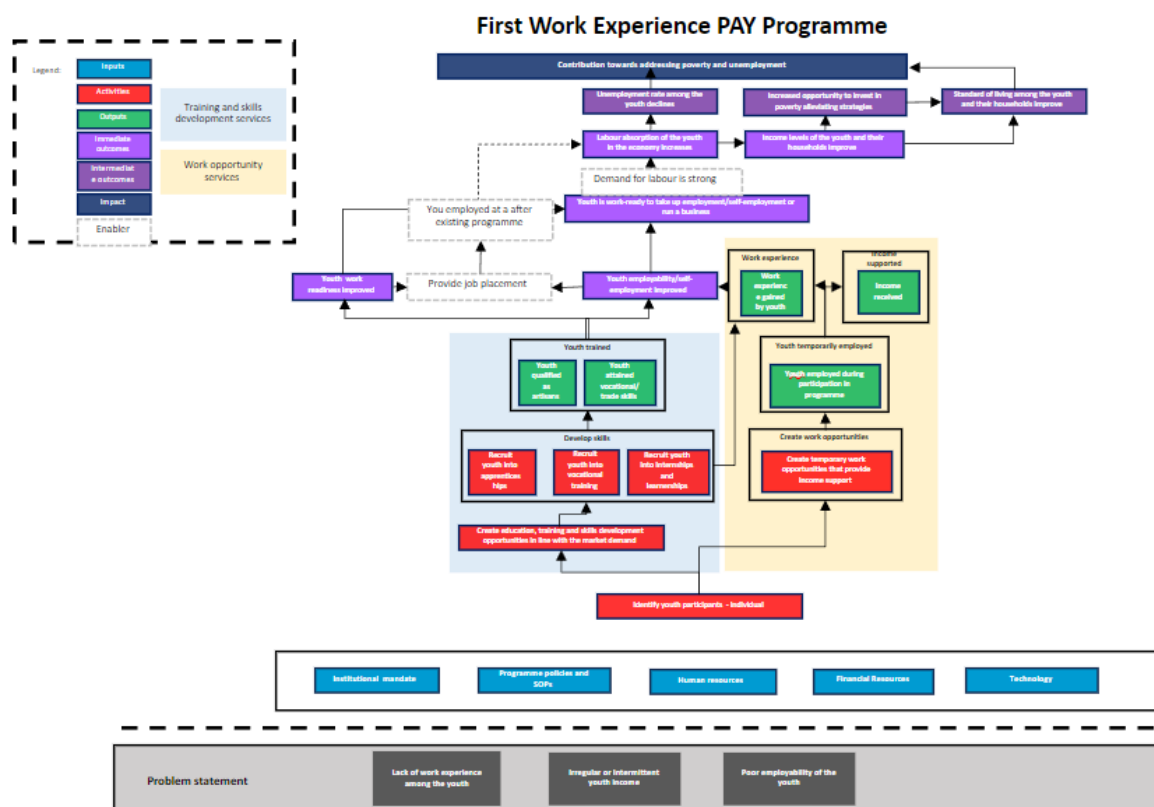 First Work Experience PAY Programme
Legend:
Inputs
Activities
Outputs
Immediate
outcomes
Intermediat
e outcomes
Impact
Enabler
Training and skills
development services
Work opportunity
services
Contribution towards addressing poverty and unemployment
Unemployment rate among the
youth declines
Increased opportunity to invest in
poverty alleviating strategies
Standard of living among the youth
and their households improve
Labour absorption of the youth
in the economy increases
Income levels of the youth and their
households improve
Demand for labour is strong
Youth is work-ready to take up employment/self-employment or
run a business
You employed at a after
existing programme
Youth work
readiness improved
Provide job placement
Youth employability/self-
employment improved
Work experience
Work
experienc
e gained
by youth
Income
supported
Income
received
Youth trained
Youth
qualified
as
artisans
Youth
attained
vocational/
trade skills
Youth temporarily employed
Youth employed during
participation in
programme
Develop skills
Recruit
youth into
apprentices
hips
Recruit
youth into
vocational
training
Recruit youth
into internships
and
learnerships
Create work opportunities
Create temporary work
opportunities that provide
income support
Create education, training and skills development
opportunities in line with the market demand
Identify youth participants - individual
Institutional mandate
Programme policies and
SOPs
Human resources
Financial Resources
Technology
Problem statement
Lack of work experience
among the youth
Irregular or intermittent
youth income
Poor employability of the
youth